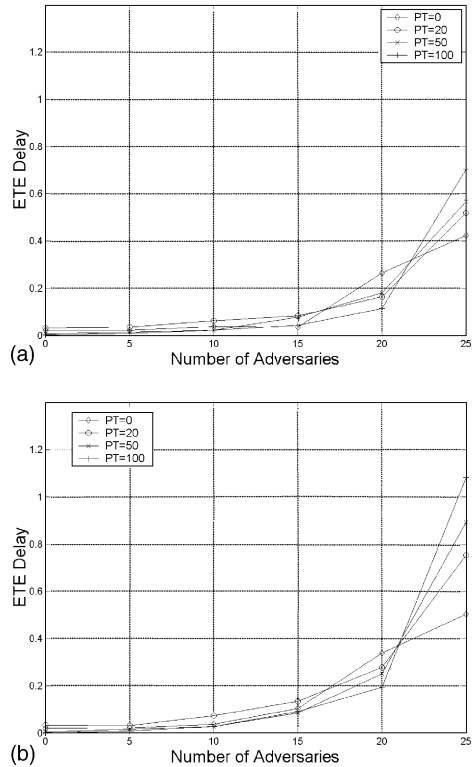 PT=0
PT=20
PT=50
PT=100
1.2
1
0.8
0.6
0.4
0.2
0
ETE Delay
0 5 10 15 20 25
Number of Adversaries
(a)
PT=0
PT=20
PT=50
PT=100
1.2
1
0.8
0.6
0.4
0.2
0
ETE Delay
0 5 10 15 20 25
Number of Adversaries
(b)